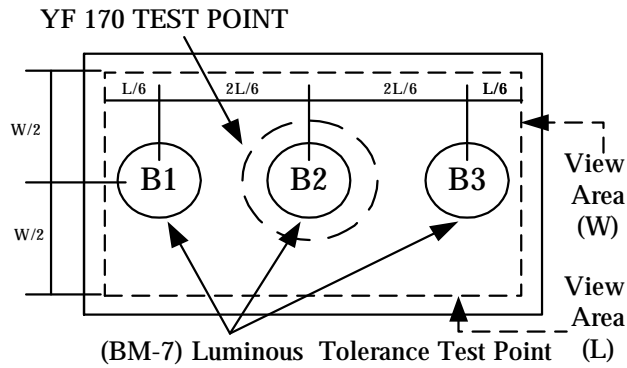 YF 170 TEST POINT
L/6 2L/6 2L/6 L/6
W/2
B1 B2 B3
W/2
View
Area
(W)
View
Area
(L)
(BM-7) Luminous Tolerance Test Point